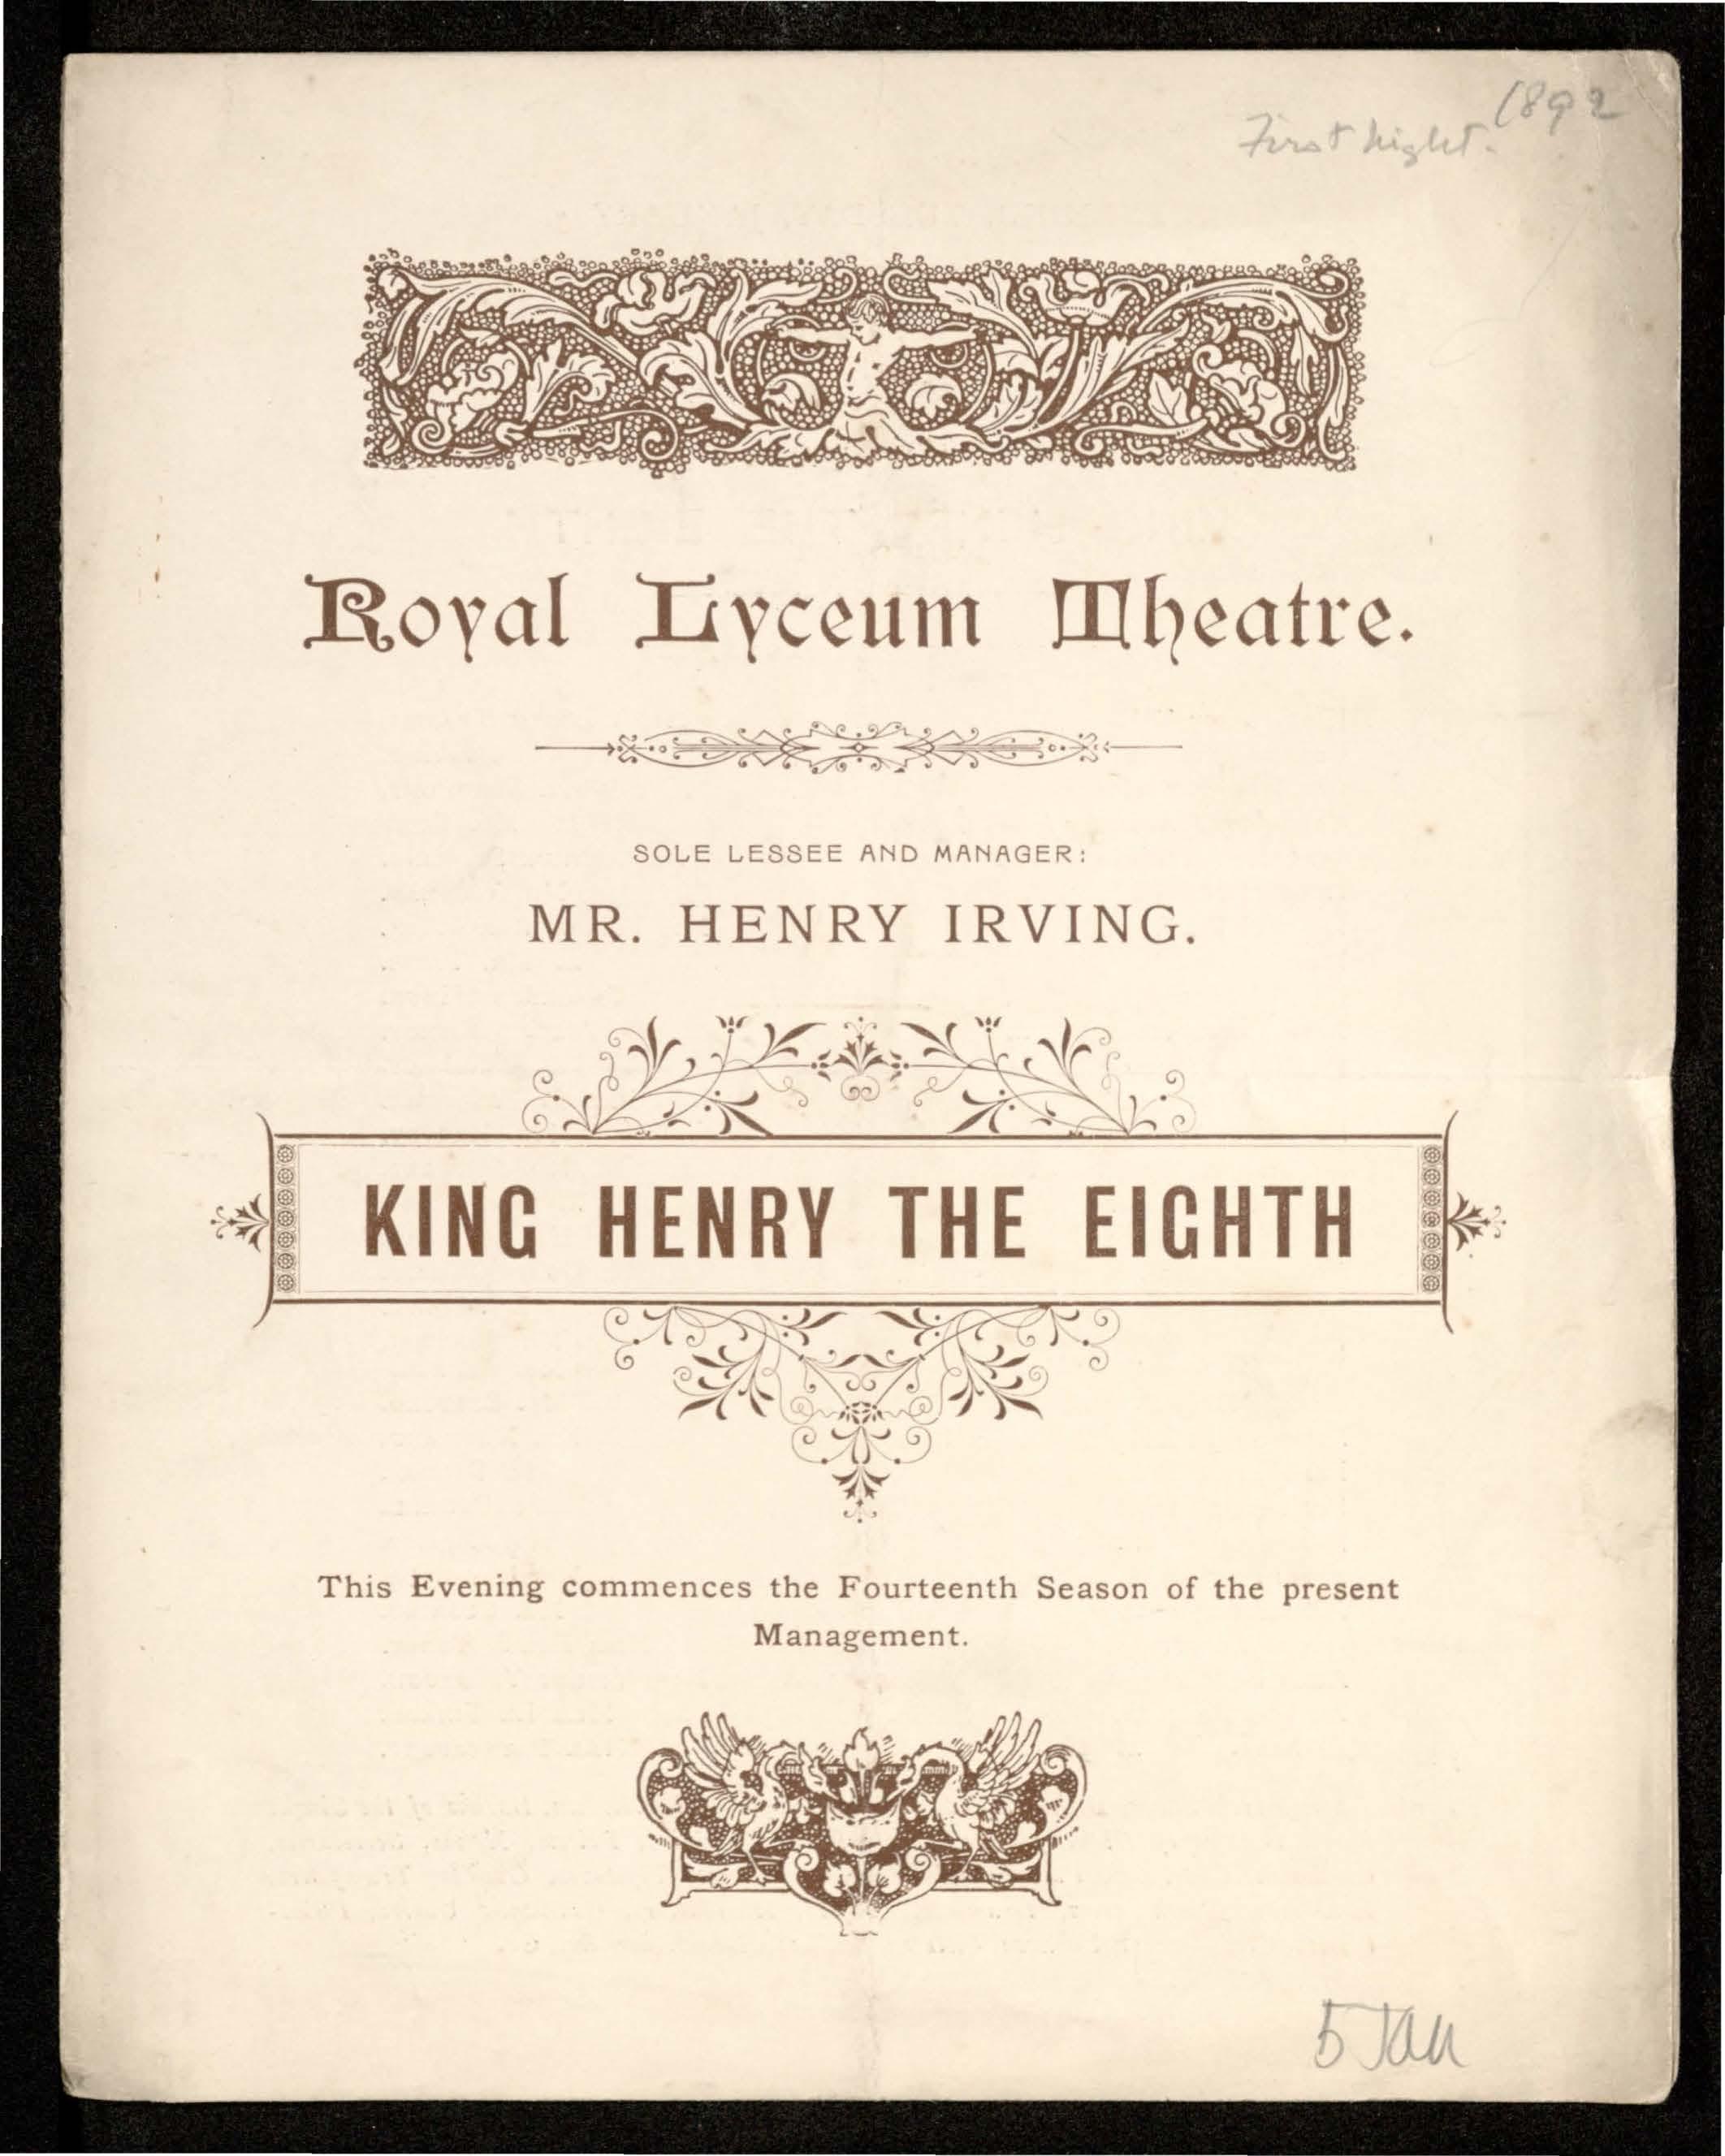 1892
First night.
Royal Lyceum Theatre.
SOLE LESSEE AND MANAGER:
MR. HENRY IRVING.
KING HENRY THE EIGHTH
This Evening commences the Fourteenth Season of the present
Management.
5 Jan